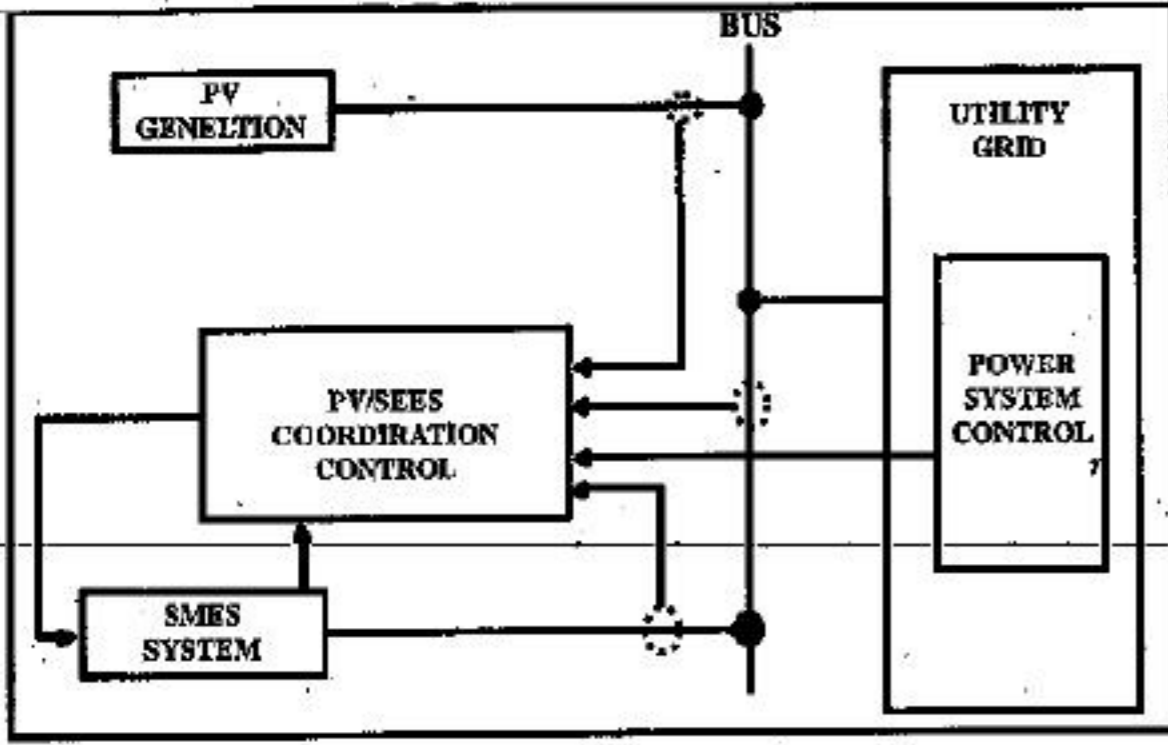 BUS
PV
GENELTION
UTILITY
GRID
PV/SEES
COORDIRATION
CONTROL
POWER
SYSTEM
CONTROL
SMES
SYSTEM